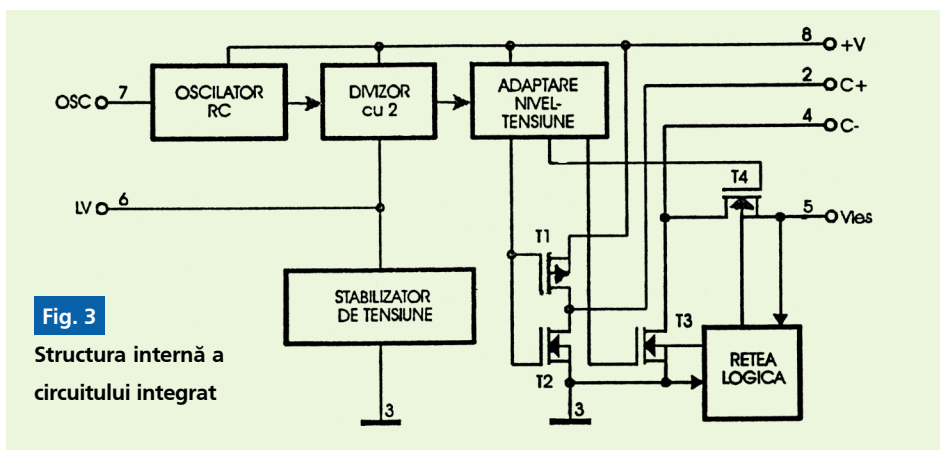 8
+V
2
C+
4
C-
OSC
7
OSCILATOR
RC
DIVIZOR
cu 2
ADAPTARE
NIVEL-
TENSIUNE
T4
LV
6
5
Vies
T1
STABILIZATOR
DE TENSIUNE
T3
T2
RETEA
LOGICA
3
3
Fig. 3
Structura internă a
circuitului integrat